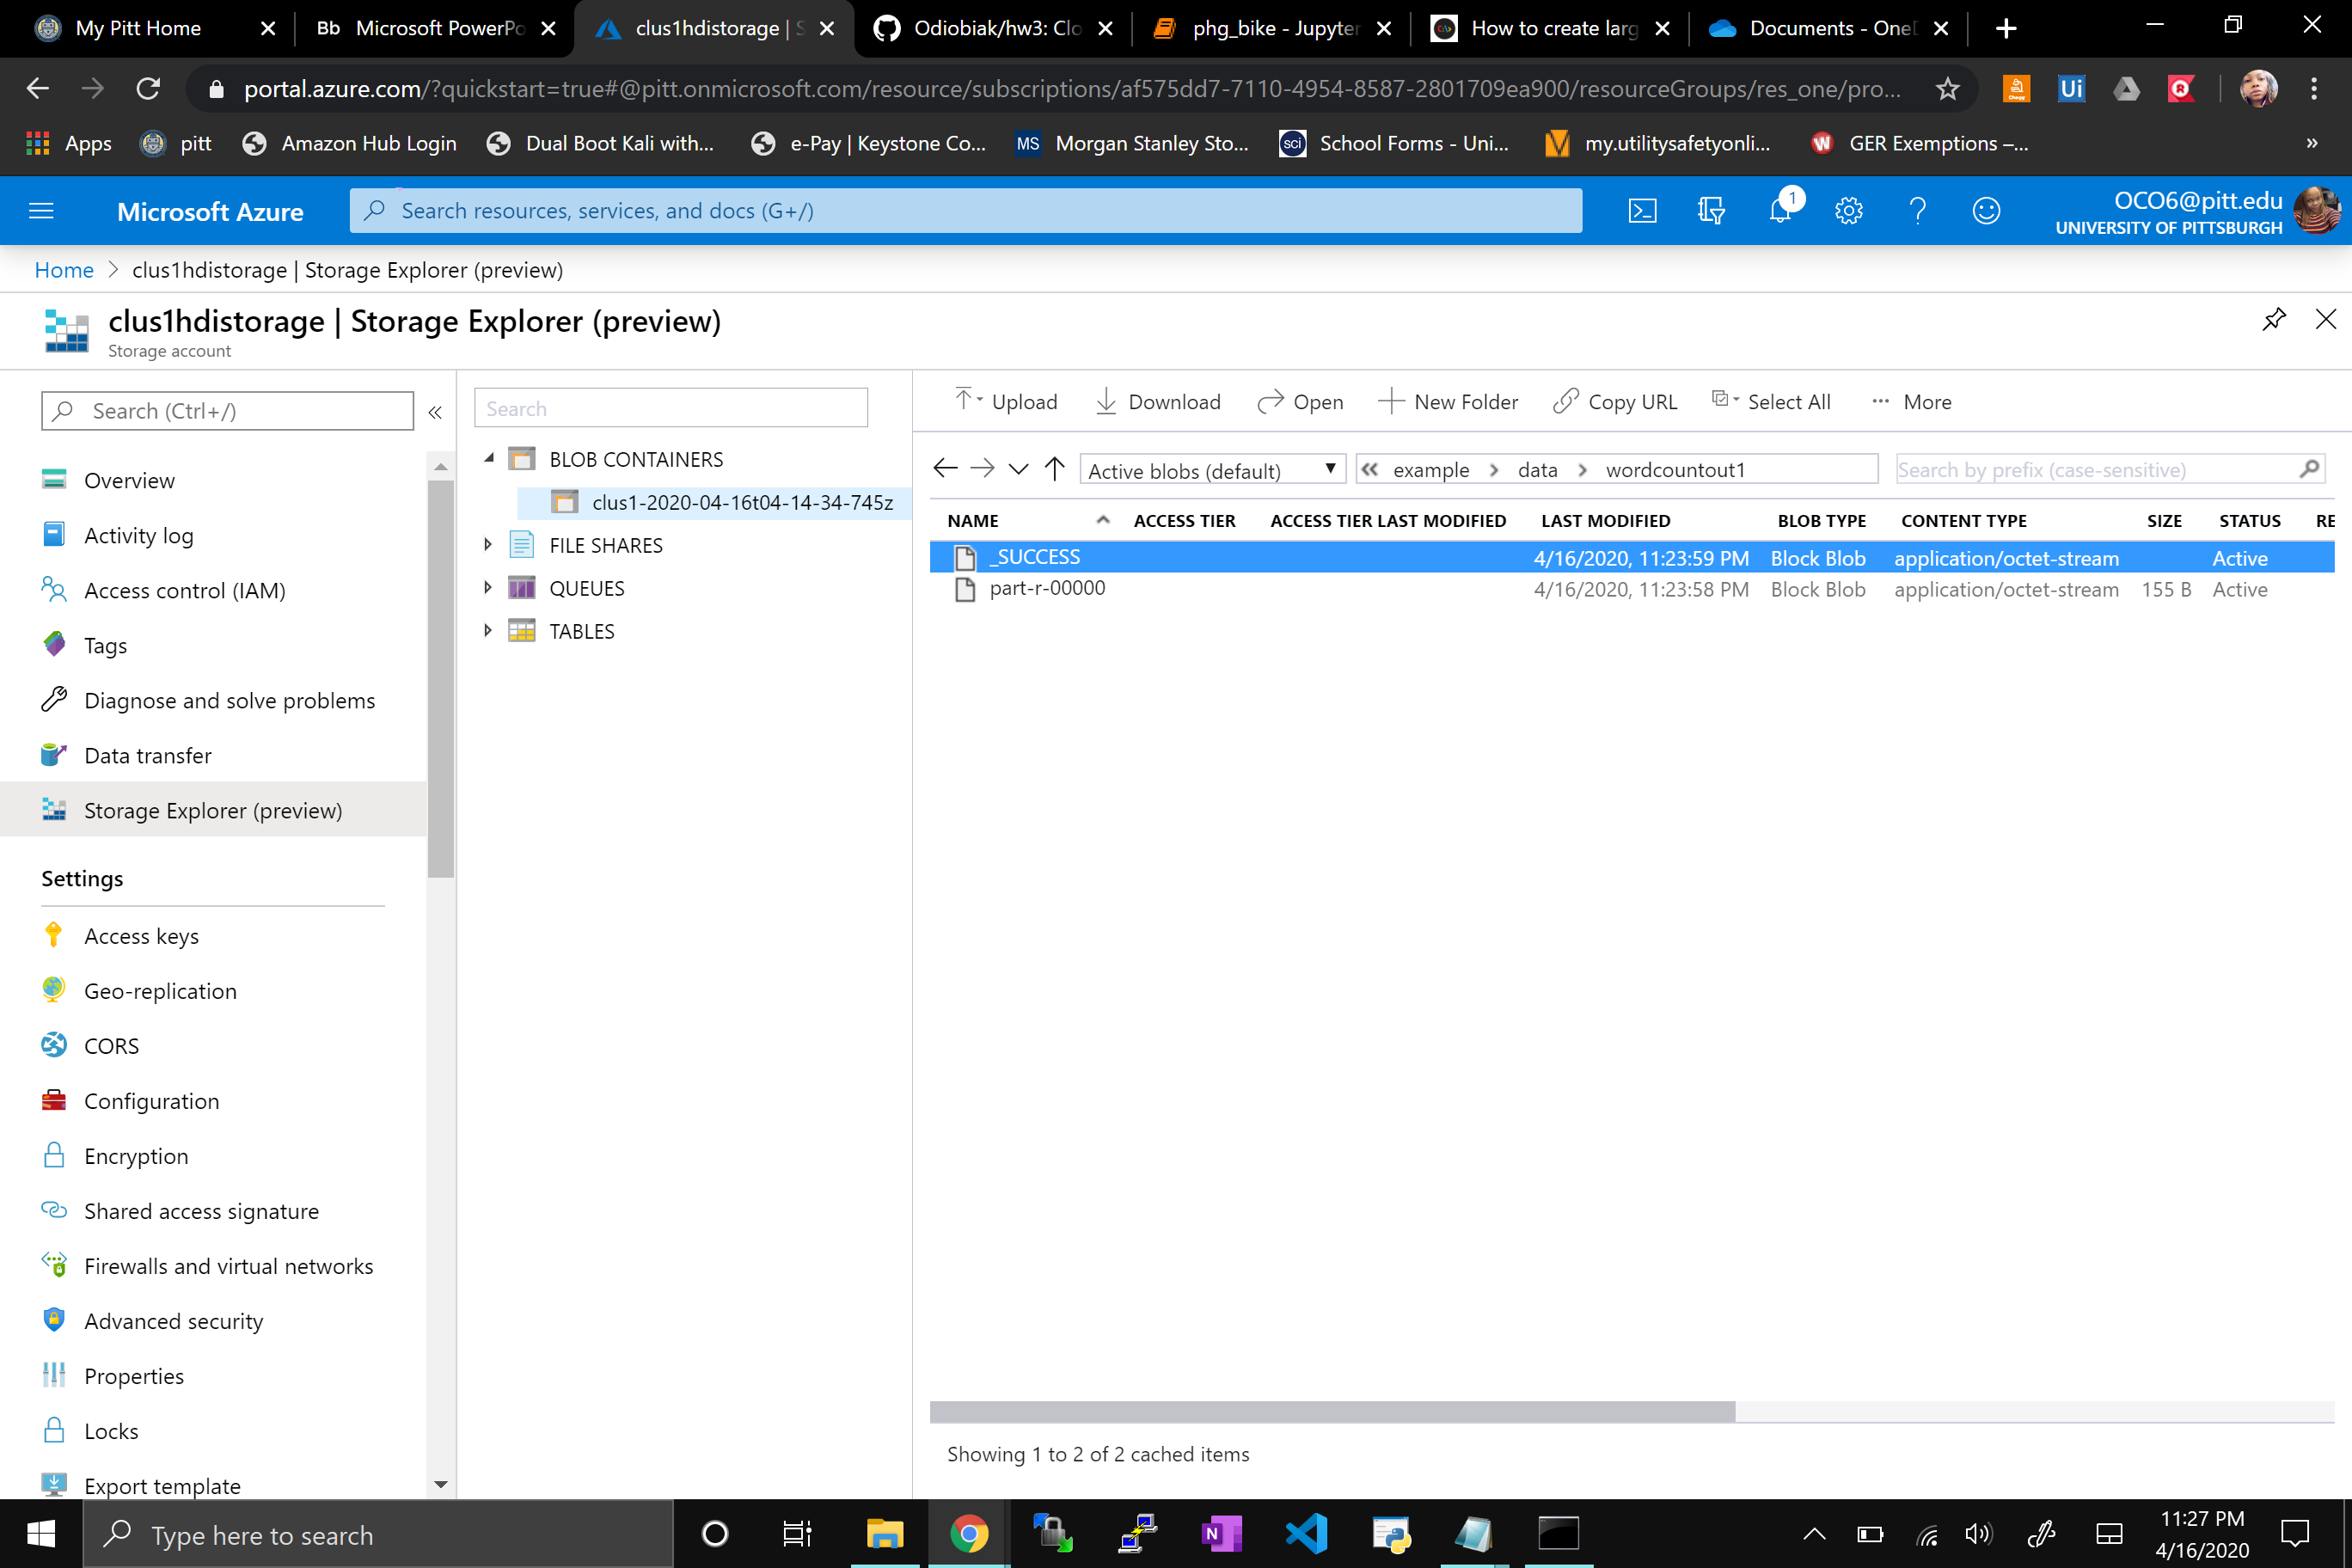 My Pitt Home
Bb Microsoft PowerPo
clus1hdistorage | S
Odiobiak/hw3: Clo
phg_bike - Jupyter
How to create larg
Documents - OneD
portal.azure.com/?quickstart=true#@pitt.onmicrosoft.com/resource/subscriptions/af575dd7-7110-4954-8587-2801709ea900/resourceGroups/res_one/pro...
Apps
pitt
Amazon Hub Login
Dual Boot Kali with...
e-Pay | Keystone Co...
MS Morgan Stanley Sto...
sci School Forms - Uni...
my.utilitysafetyonli...
GER Exemptions –...
»
Microsoft Azure
Search resources, services, and docs (G+/)
1
OCO6@pitt.edu
UNIVERSITY OF PITTSBURGH
Home > clus1hdistorage | Storage Explorer (preview)
clus1hdistorage | Storage Explorer (preview)
Storage account
Search (Ctrl+/)
«
Overview
Activity log
Access control (IAM)
Tags
Diagnose and solve problems
Data transfer
Storage Explorer (preview)
Settings
Access keys
Geo-replication
CORS
Configuration
Encryption
Shared access signature
Firewalls and virtual networks
Advanced security
Properties
Locks
Export template
Search
BLOB CONTAINERS
clus1-2020-04-16t04-14-34-745z
FILE SHARES
QUEUES
TABLES
Upload
Download
Open
New Folder
Copy URL
Select All
More
Active blobs (default)
« example > data > wordcountout1
Search by prefix (case-sensitive)
NAME ACCESS TIER ACCESS TIER LAST MODIFIED LAST MODIFIED BLOB TYPE CONTENT TYPE SIZE STATUS RE
_SUCCESS 4/16/2020, 11:23:59 PM Block Blob application/octet-stream Active
part-r-00000 4/16/2020, 11:23:58 PM Block Blob application/octet-stream 155 B Active
Showing 1 to 2 of 2 cached items
Type here to search
11:27 PM
4/16/2020